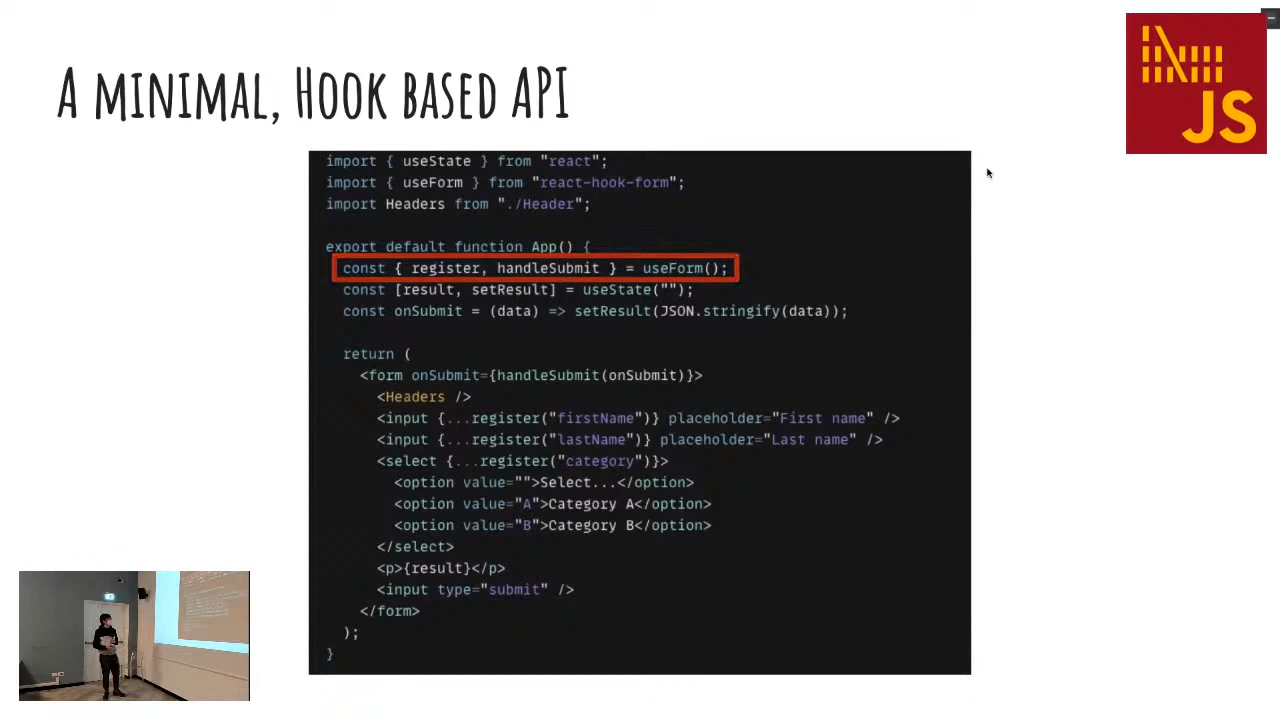 A minimal, Hook based API
JS
import { useState } from "react";
import { useForm } from "react-hook-form";
import Headers from "./Header";
export default function App() {
const { register, handleSubmit } = useForm();
const [result, setResult] = useState("");
const onSubmit = (data) => setResult(JSON.stringify(data));
return (
<form onSubmit={handleSubmit(onSubmit)}>
<Headers />
<input {...register("firstName")} placeholder="First name" />
<input {...register("lastName")} placeholder="Last name" />
<select {...register("category")}>
<option value="">Select...</option>
<option value="A">Category A</option>
<option value="B">Category B</option>
</select>
<p>{result}</p>
<input type="submit" />
</form>
);
}